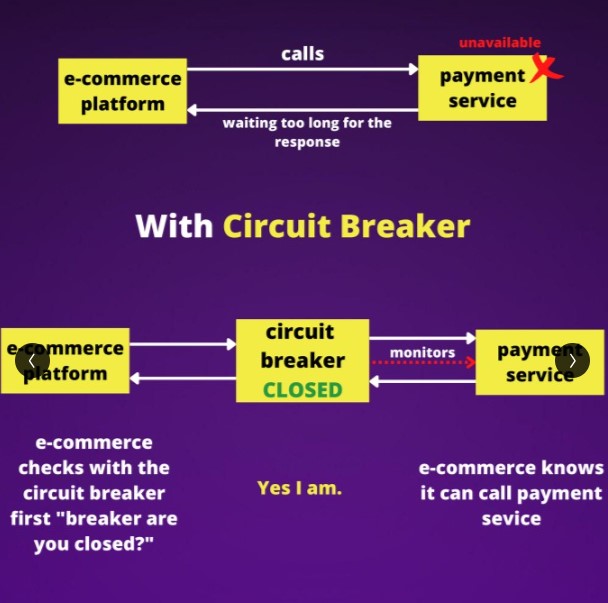 unavailable
calls
e-commerce
platform
payment
service
waiting too long for the
response
With Circuit Breaker
e-commerce
platform
circuit
breaker
CLOSED
monitors
payment
service
e-commerce
checks with the
circuit breaker
first "breaker are
you closed?"
Yes I am.
e-commerce knows
it can call payment
sevice